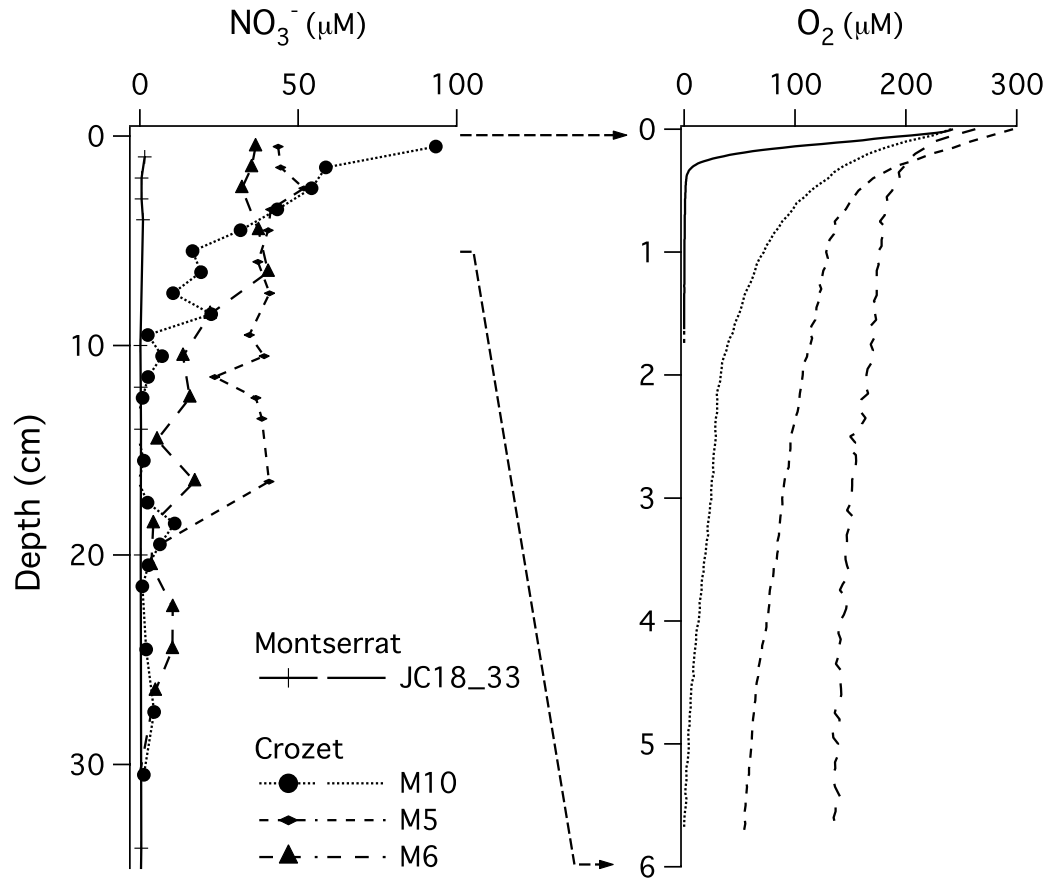 NO₃⁻ (μM)
0 50 100
0
10
20
30
Depth (cm)
Montserrat
JC18_33
Crozet
M10
M5
M6
O₂ (μM)
0 100 200 300
0
1
2
3
4
5
6